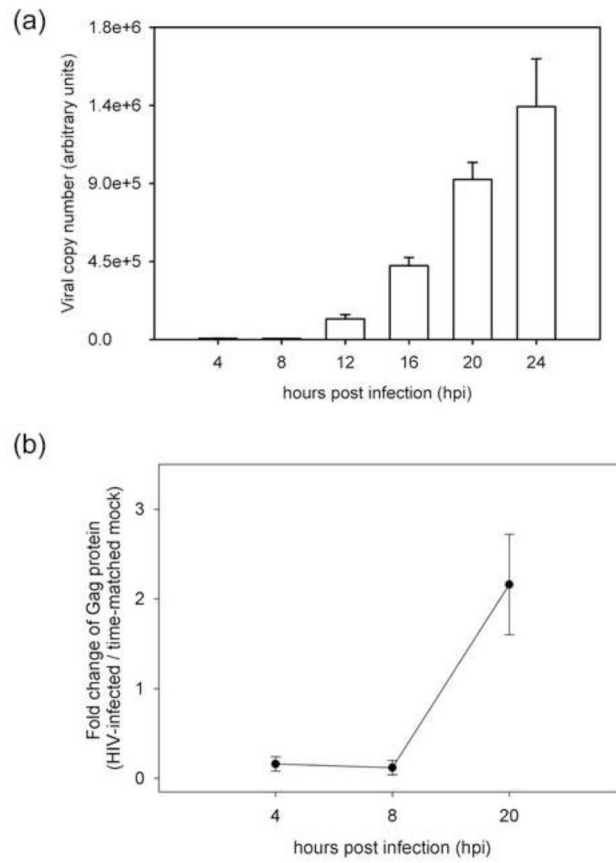 (a)
Viral copy number (arbitrary units)
1.8e+6
1.4e+6
9.0e+5
4.5e+5
0.0
4 8 12 16 20 24
hours post infection (hpi)
(b)
Fold change of Gag protein
(HIV-infected / time-matched mock)
3
2
1
0
4 8 20
hours post infection (hpi)